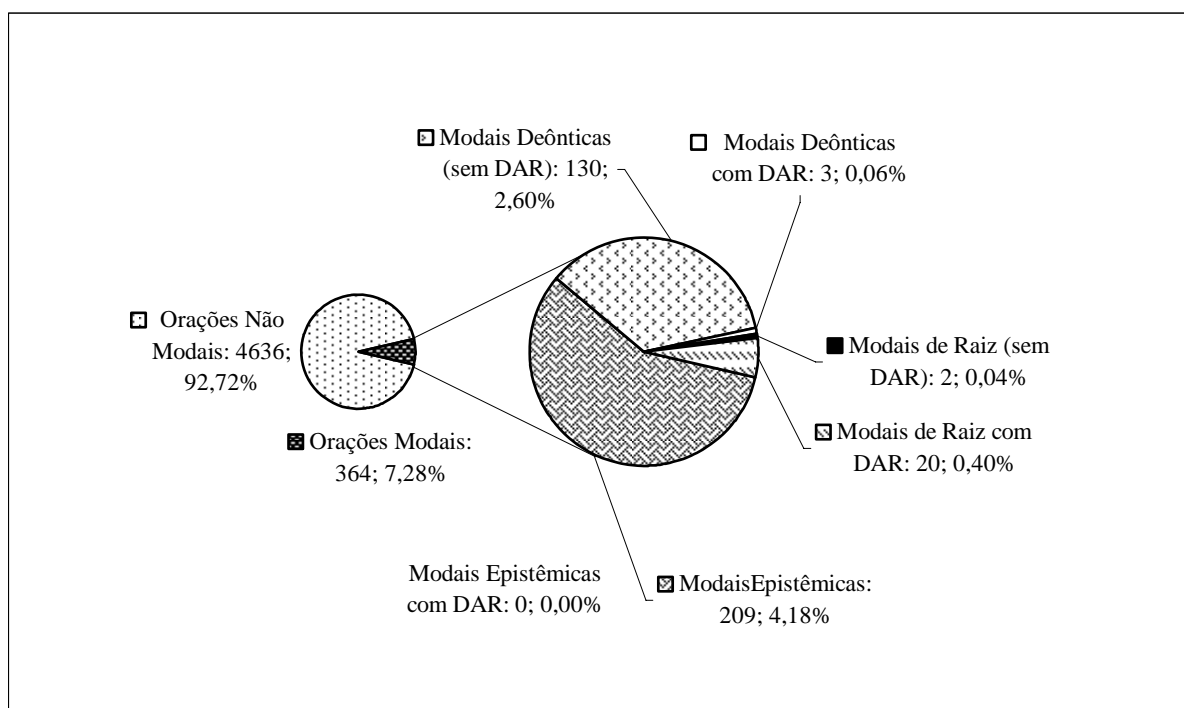 Modais Deônticas
(sem DAR): 130;
2,60%
Modais Deônticas
com DAR: 3; 0,06%
Orações Não
Modais: 4636;
92,72%
Modais de Raiz (sem
DAR): 2; 0,04%
Orações Modais:
364; 7,28%
Modais de Raiz com
DAR: 20; 0,40%
Modais Epistêmicas
com DAR: 0; 0,00%
ModaisEpistêmicas:
209; 4,18%